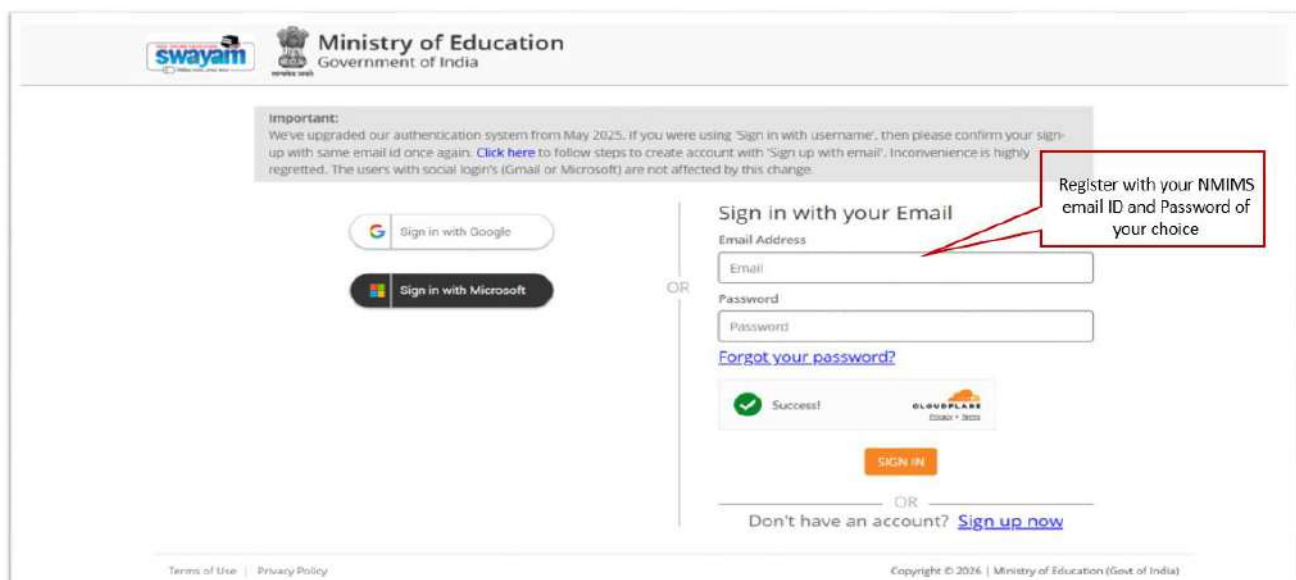 swayam
Ministry of Education
Government of India
Important:
We've upgraded our authentication system from May 2025. If you were using 'Sign in with username', then please confirm your sign-
up with same email id once again. Click here to follow steps to create account with 'Sign up with email'. Inconvenience is highly
regretted. The users with social login's (Gmail or Microsoft) are not affected by this change.
Register with your NMIMS
email ID and Password of
your choice
Sign in with Google
Sign in with Microsoft
OR
Sign in with your Email
Email Address
Email
Password
Password
Forgot your password?
Success!
CLOUDFLARE
Privacy • Terms
SIGN IN
OR
Don't have an account? Sign up now
Terms of Use | Privacy Policy
Copyright © 2026 | Ministry of Education (Govt of India)